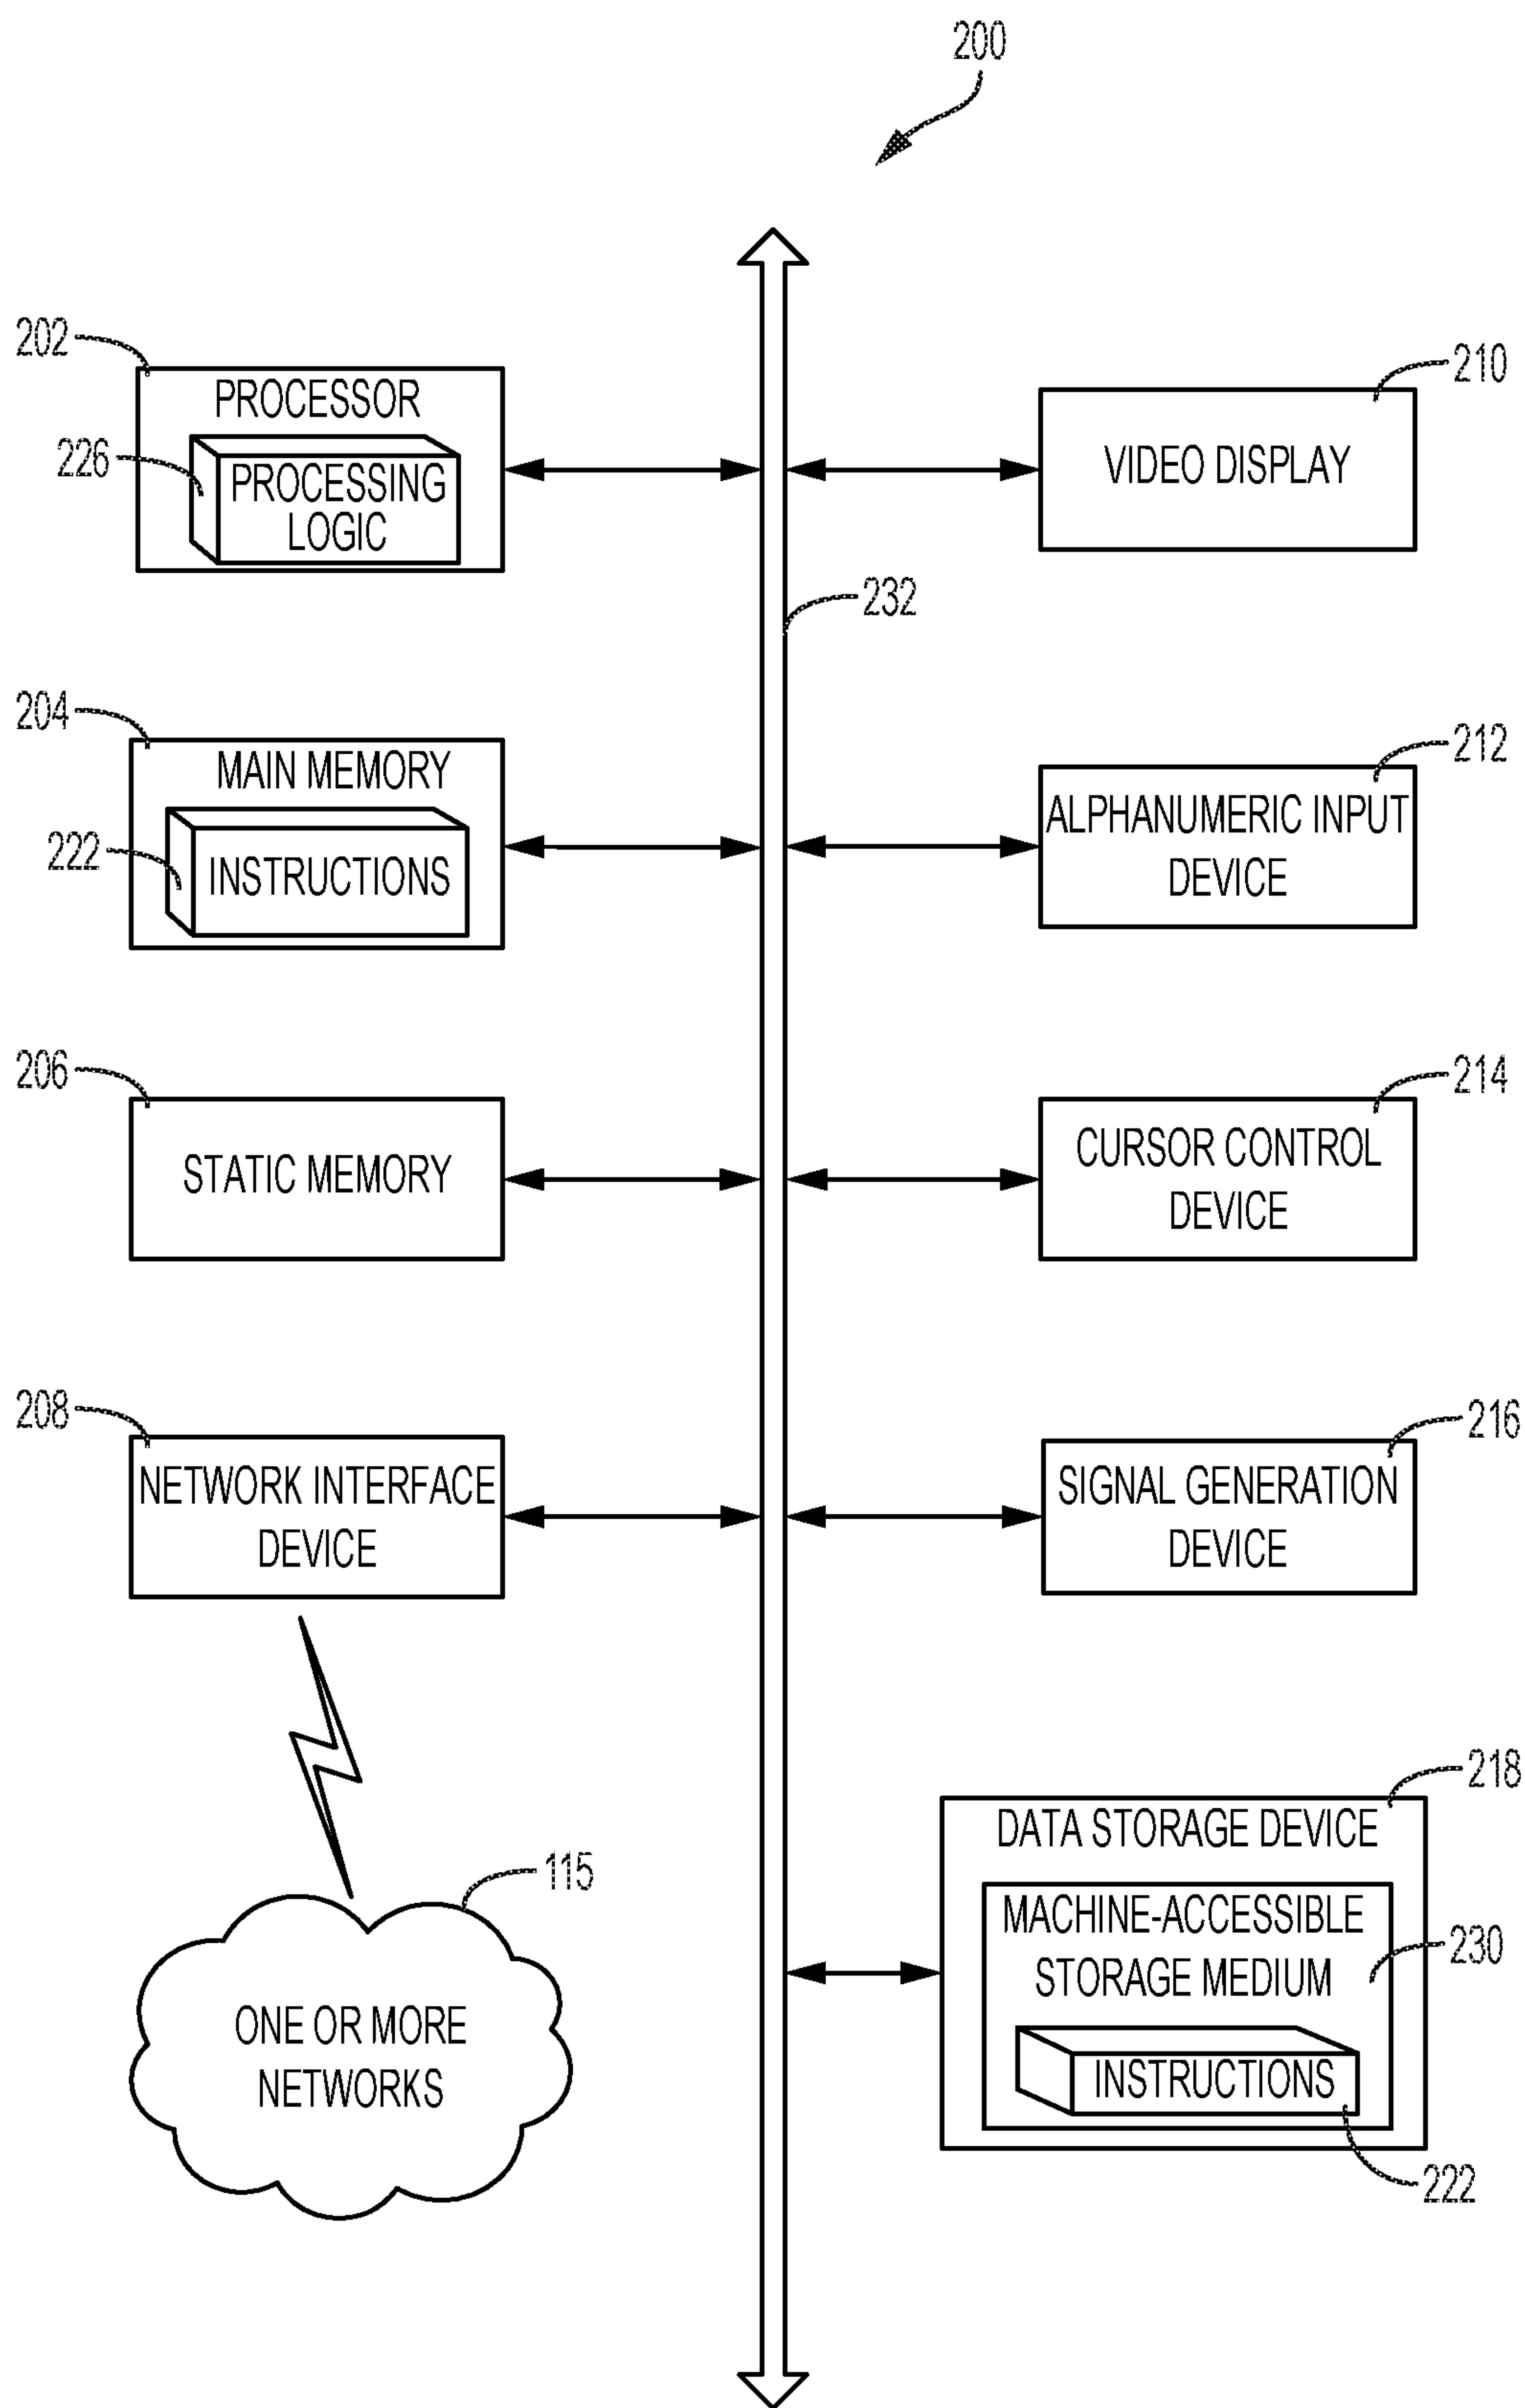 200
202
PROCESSOR
226
PROCESSING
LOGIC
210
VIDEO DISPLAY
232
204
MAIN MEMORY
222
INSTRUCTIONS
212
ALPHANUMERIC INPUT
DEVICE
206
STATIC MEMORY
214
CURSOR CONTROL
DEVICE
208
NETWORK INTERFACE
DEVICE
216
SIGNAL GENERATION
DEVICE
115
ONE OR MORE
NETWORKS
218
DATA STORAGE DEVICE
MACHINE-ACCESSIBLE
STORAGE MEDIUM
230
INSTRUCTIONS
222